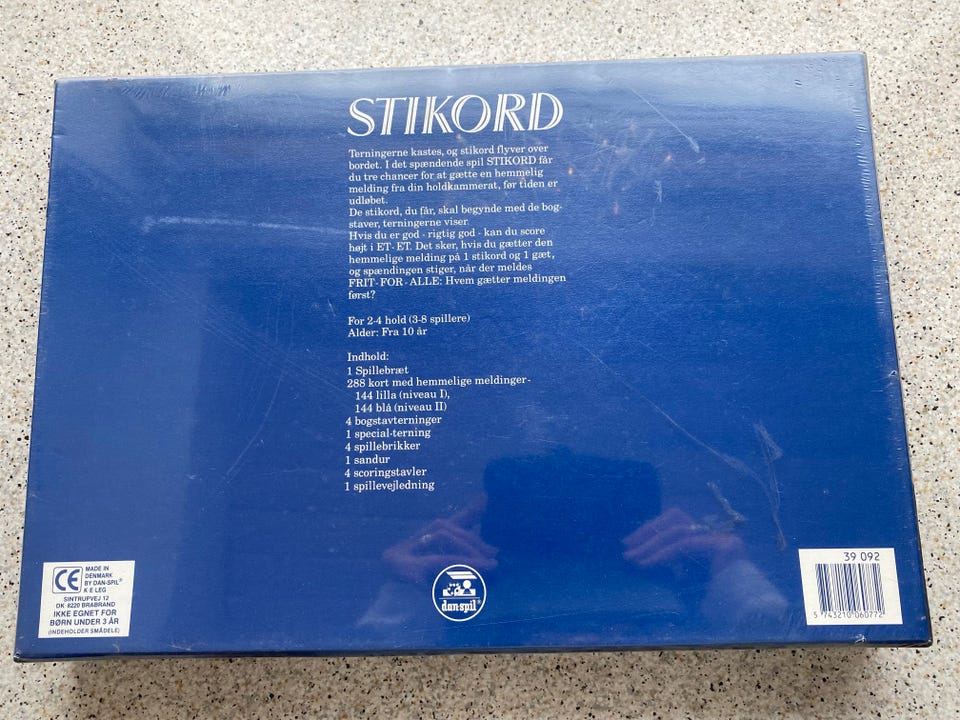 STIKORD
Terningerne kastes, og stikord flyver over
bordet. I det spændende spil STIKORD får
du tre chancer for at gætte en hemmelig
melding fra din holdkammerat, før tiden er
udløbet.
De stikord, du får, skal begynde med de bog-
staver, terningerne viser.
Hvis du er god - rigtig god - kan du score
højt i ET - ET. Det sker, hvis du gætter den
hemmelige melding på 1 stikord og 1 gæt,
og spændingen stiger, når der meldes
FRIT - FOR - ALLE: Hvem gætter meldingen
først?
For 2-4 hold (3-8 spillere)
Alder: Fra 10 år
Indhold:
1 Spillebræt
288 kort med hemmelige meldinger-
144 lilla (niveau I),
144 blå (niveau II)
4 bogstavterninger
1 special-terning
4 spillebrikker
1 sandur
4 scoringstavler
1 spillevejledning
CE
MADE IN
DENMARK
BY DAN-SPIL®
K E LEG
SINTRUPVEJ 12
DK-8220 BRABRAND
IKKE EGNET FOR
BØRN UNDER 3 ÅR
(INDEHOLDER SMÅDELE)
dan-spil®
39 092
5 743210 060772